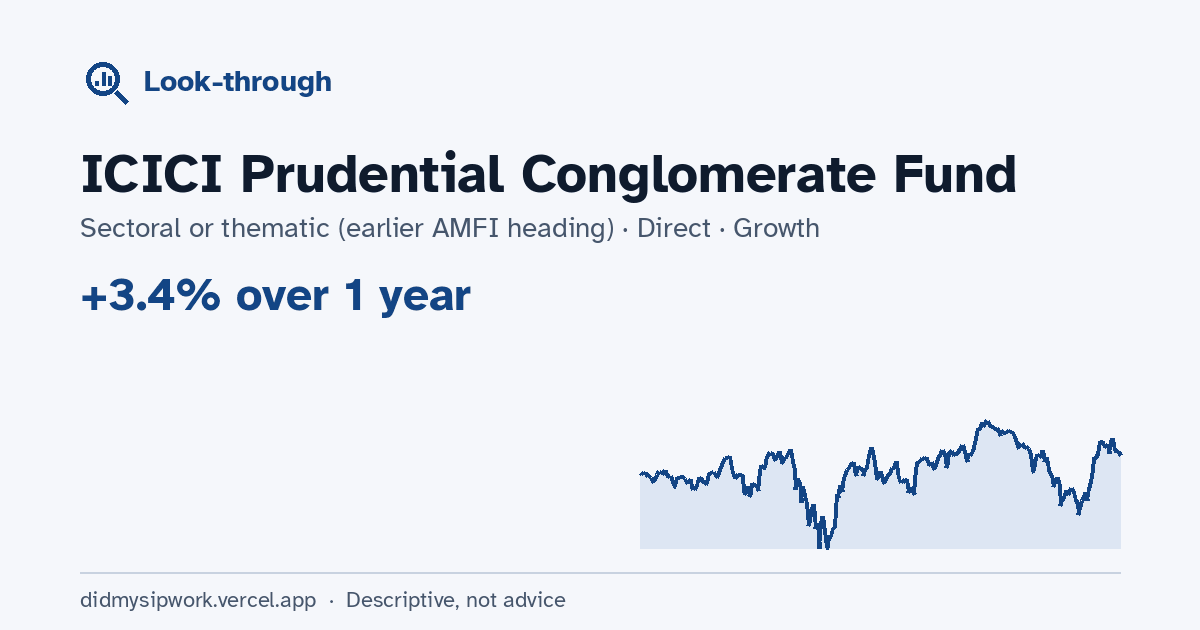 Look-through
ICICI Prudential Conglomerate Fund
Sectoral or thematic (earlier AMFI heading) · Direct · Growth
+3.4% over 1 year
didmysipwork.vercel.app · Descriptive, not advice